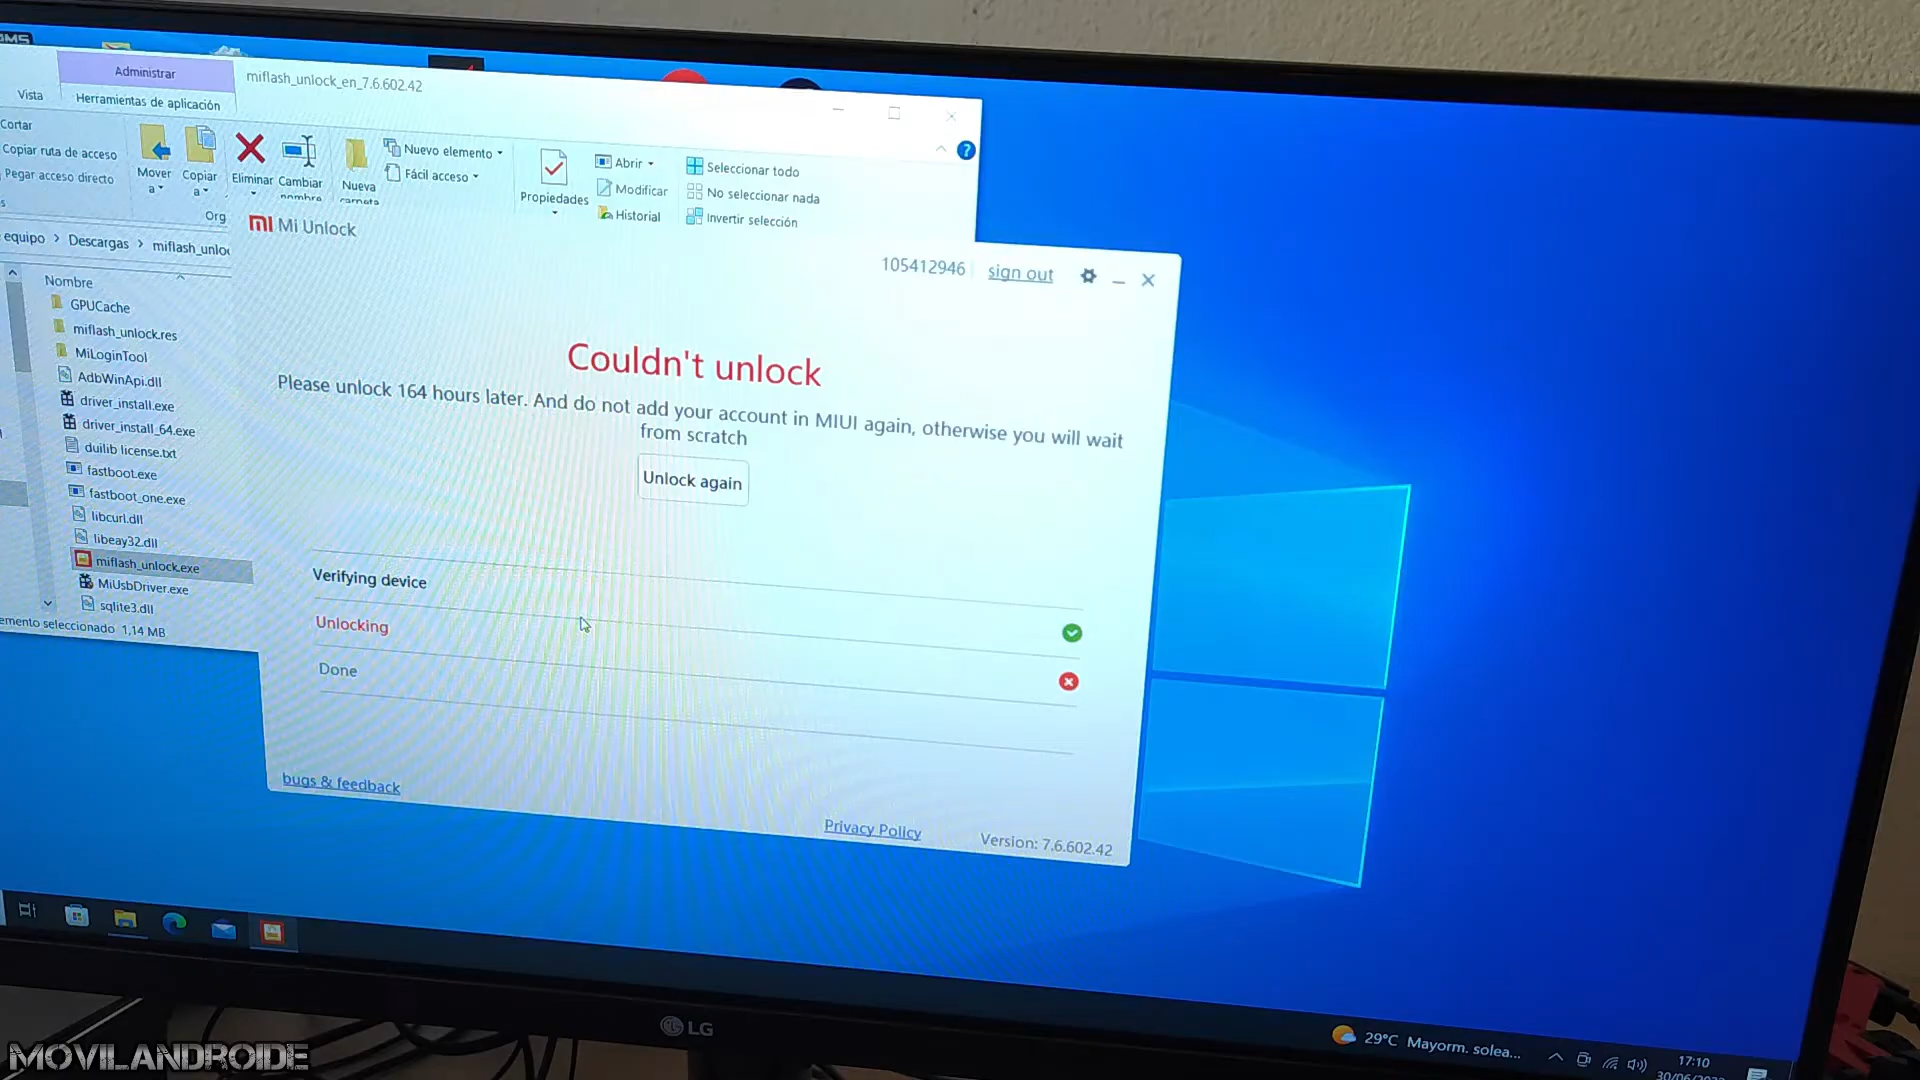 Administrar
miflash_unlock_en_7.6.602.42
Vista
Herramientas de aplicación
Cortar
Copiar ruta de acceso
Pegar acceso directo
Mover a
Copiar a
Eliminar
Cambiar nombre
Nueva carpeta
Nuevo elemento
Fácil acceso
Propiedades
Abrir
Modificar
Historial
Seleccionar todo
No seleccionar nada
Invertir selección
Org
equipo > Descargas > miflash_unlo
Nombre
GPUCache
miflash_unlock.res
MiLoginTool
AdbWinApi.dll
driver_install.exe
driver_install_64.exe
duilib license.txt
fastboot.exe
fastboot_one.exe
libcurl.dll
libeay32.dll
miflash_unlock.exe
MiUsbDriver.exe
sqlite3.dll
emento seleccionado 1,14 MB
mi Mi Unlock
105412946 sign out
Couldn't unlock
Please unlock 164 hours later. And do not add your account in MIUI again, otherwise you will wait
from scratch
Unlock again
Verifying device
Unlocking
Done
bugs & feedback
Privacy Policy
Version: 7.6.602.42
LG
29°C Mayorm. solea...
17:10
MOVILANDROIDE